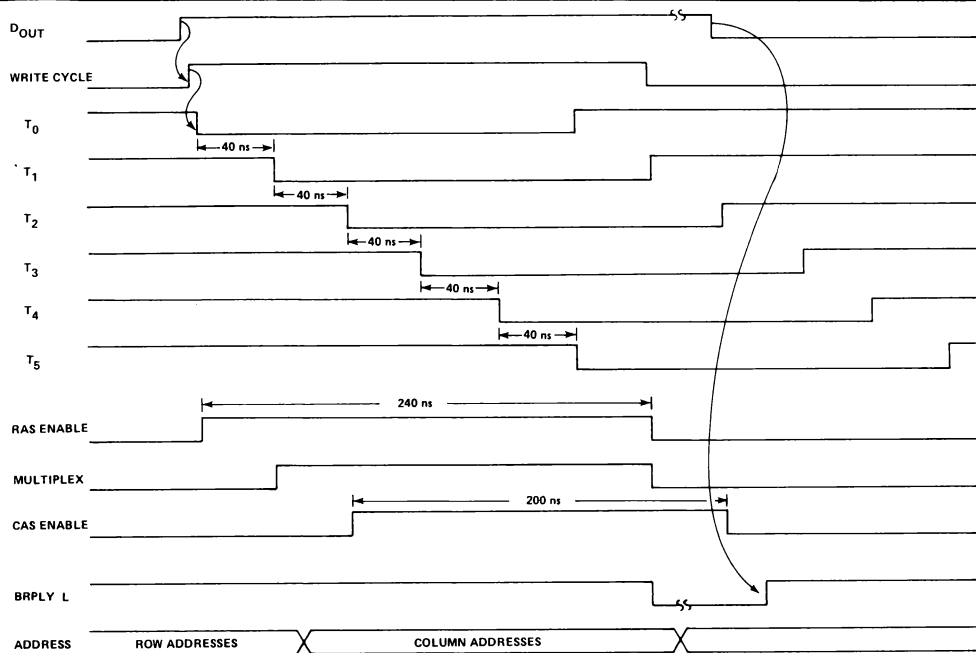 DOUT
WRITE CYCLE
T0
40 ns
T1
40 ns
T2
40 ns
T3
40 ns
T4
40 ns
T5
240 ns
RAS ENABLE
MULTIPLEX
200 ns
CAS ENABLE
BRPLY L
ADDRESS ROW ADDRESSES COLUMN ADDRESSES